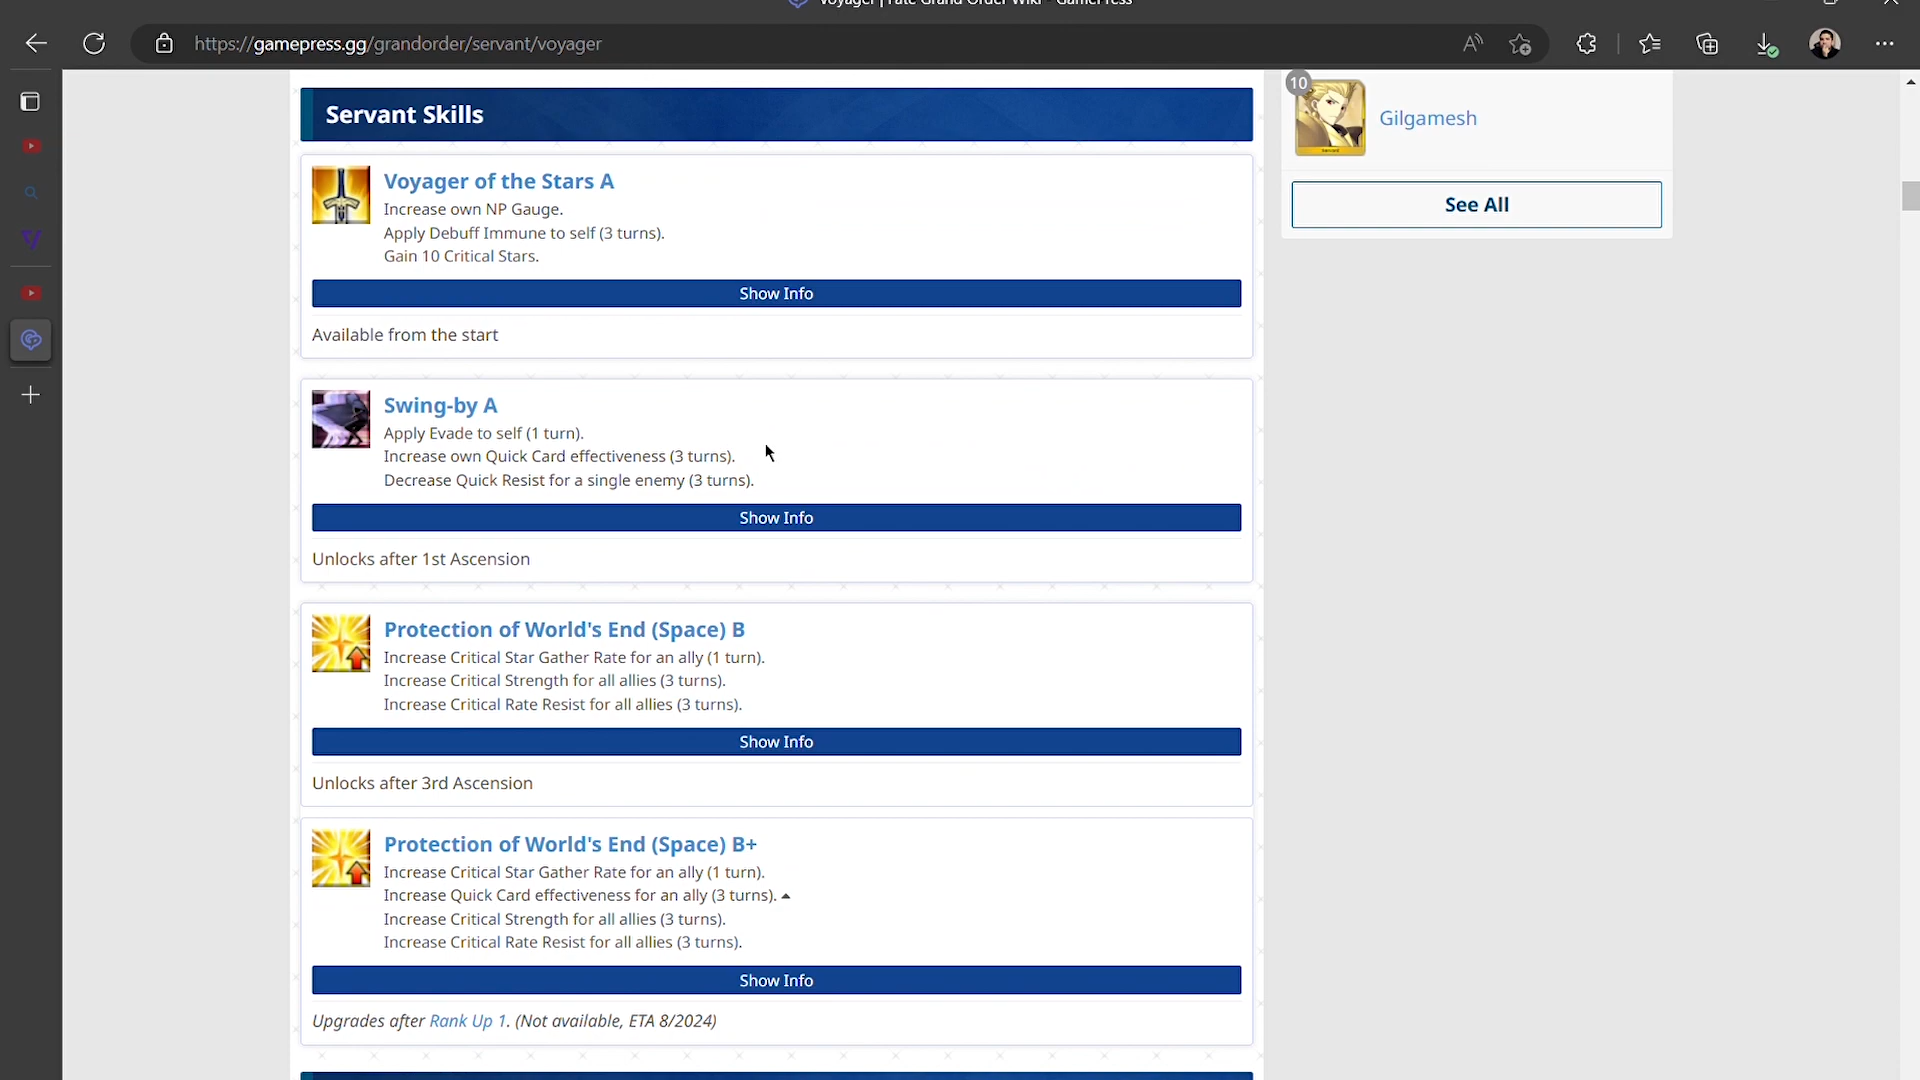 Voyager | Fate Grand Order Wiki - GamePress
https://gamepress.gg/grandorder/servant/voyager
Servant Skills
Voyager of the Stars A
Increase own NP Gauge.
Apply Debuff Immune to self (3 turns).
Gain 10 Critical Stars.
Show Info
Available from the start
Swing-by A
Apply Evade to self (1 turn).
Increase own Quick Card effectiveness (3 turns).
Decrease Quick Resist for a single enemy (3 turns).
Show Info
Unlocks after 1st Ascension
Protection of World's End (Space) B
Increase Critical Star Gather Rate for an ally (1 turn).
Increase Critical Strength for all allies (3 turns).
Increase Critical Rate Resist for all allies (3 turns).
Show Info
Unlocks after 3rd Ascension
Protection of World's End (Space) B+
Increase Critical Star Gather Rate for an ally (1 turn).
Increase Quick Card effectiveness for an ally (3 turns).
Increase Critical Strength for all allies (3 turns).
Increase Critical Rate Resist for all allies (3 turns).
Show Info
Upgrades after Rank Up 1. (Not available, ETA 8/2024)
10
Gilgamesh
See All